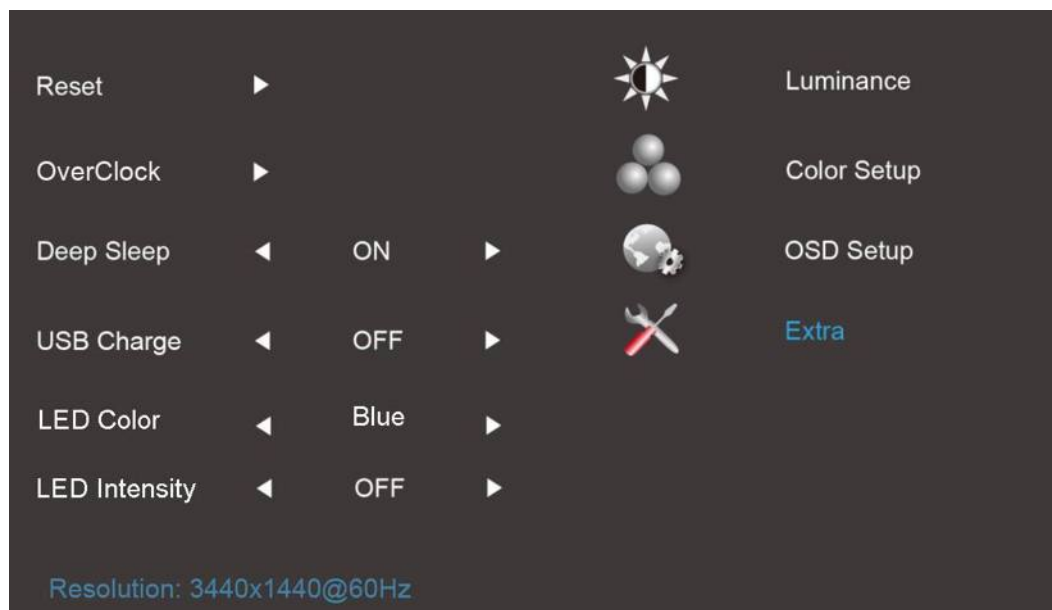 Reset
Luminance
OverClock
Color Setup
Deep Sleep ON
OSD Setup
USB Charge OFF
Extra
LED Color Blue
LED Intensity OFF
Resolution: 3440x1440@60Hz